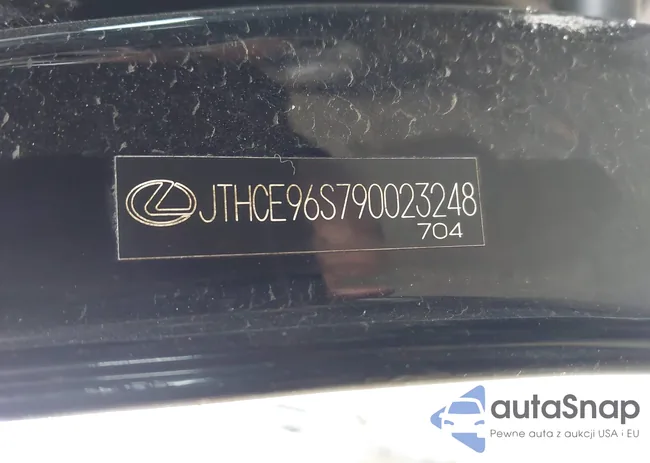 JTHCE96S790023248
704
autaSnap
Pewne auta z aukcji USA i EU